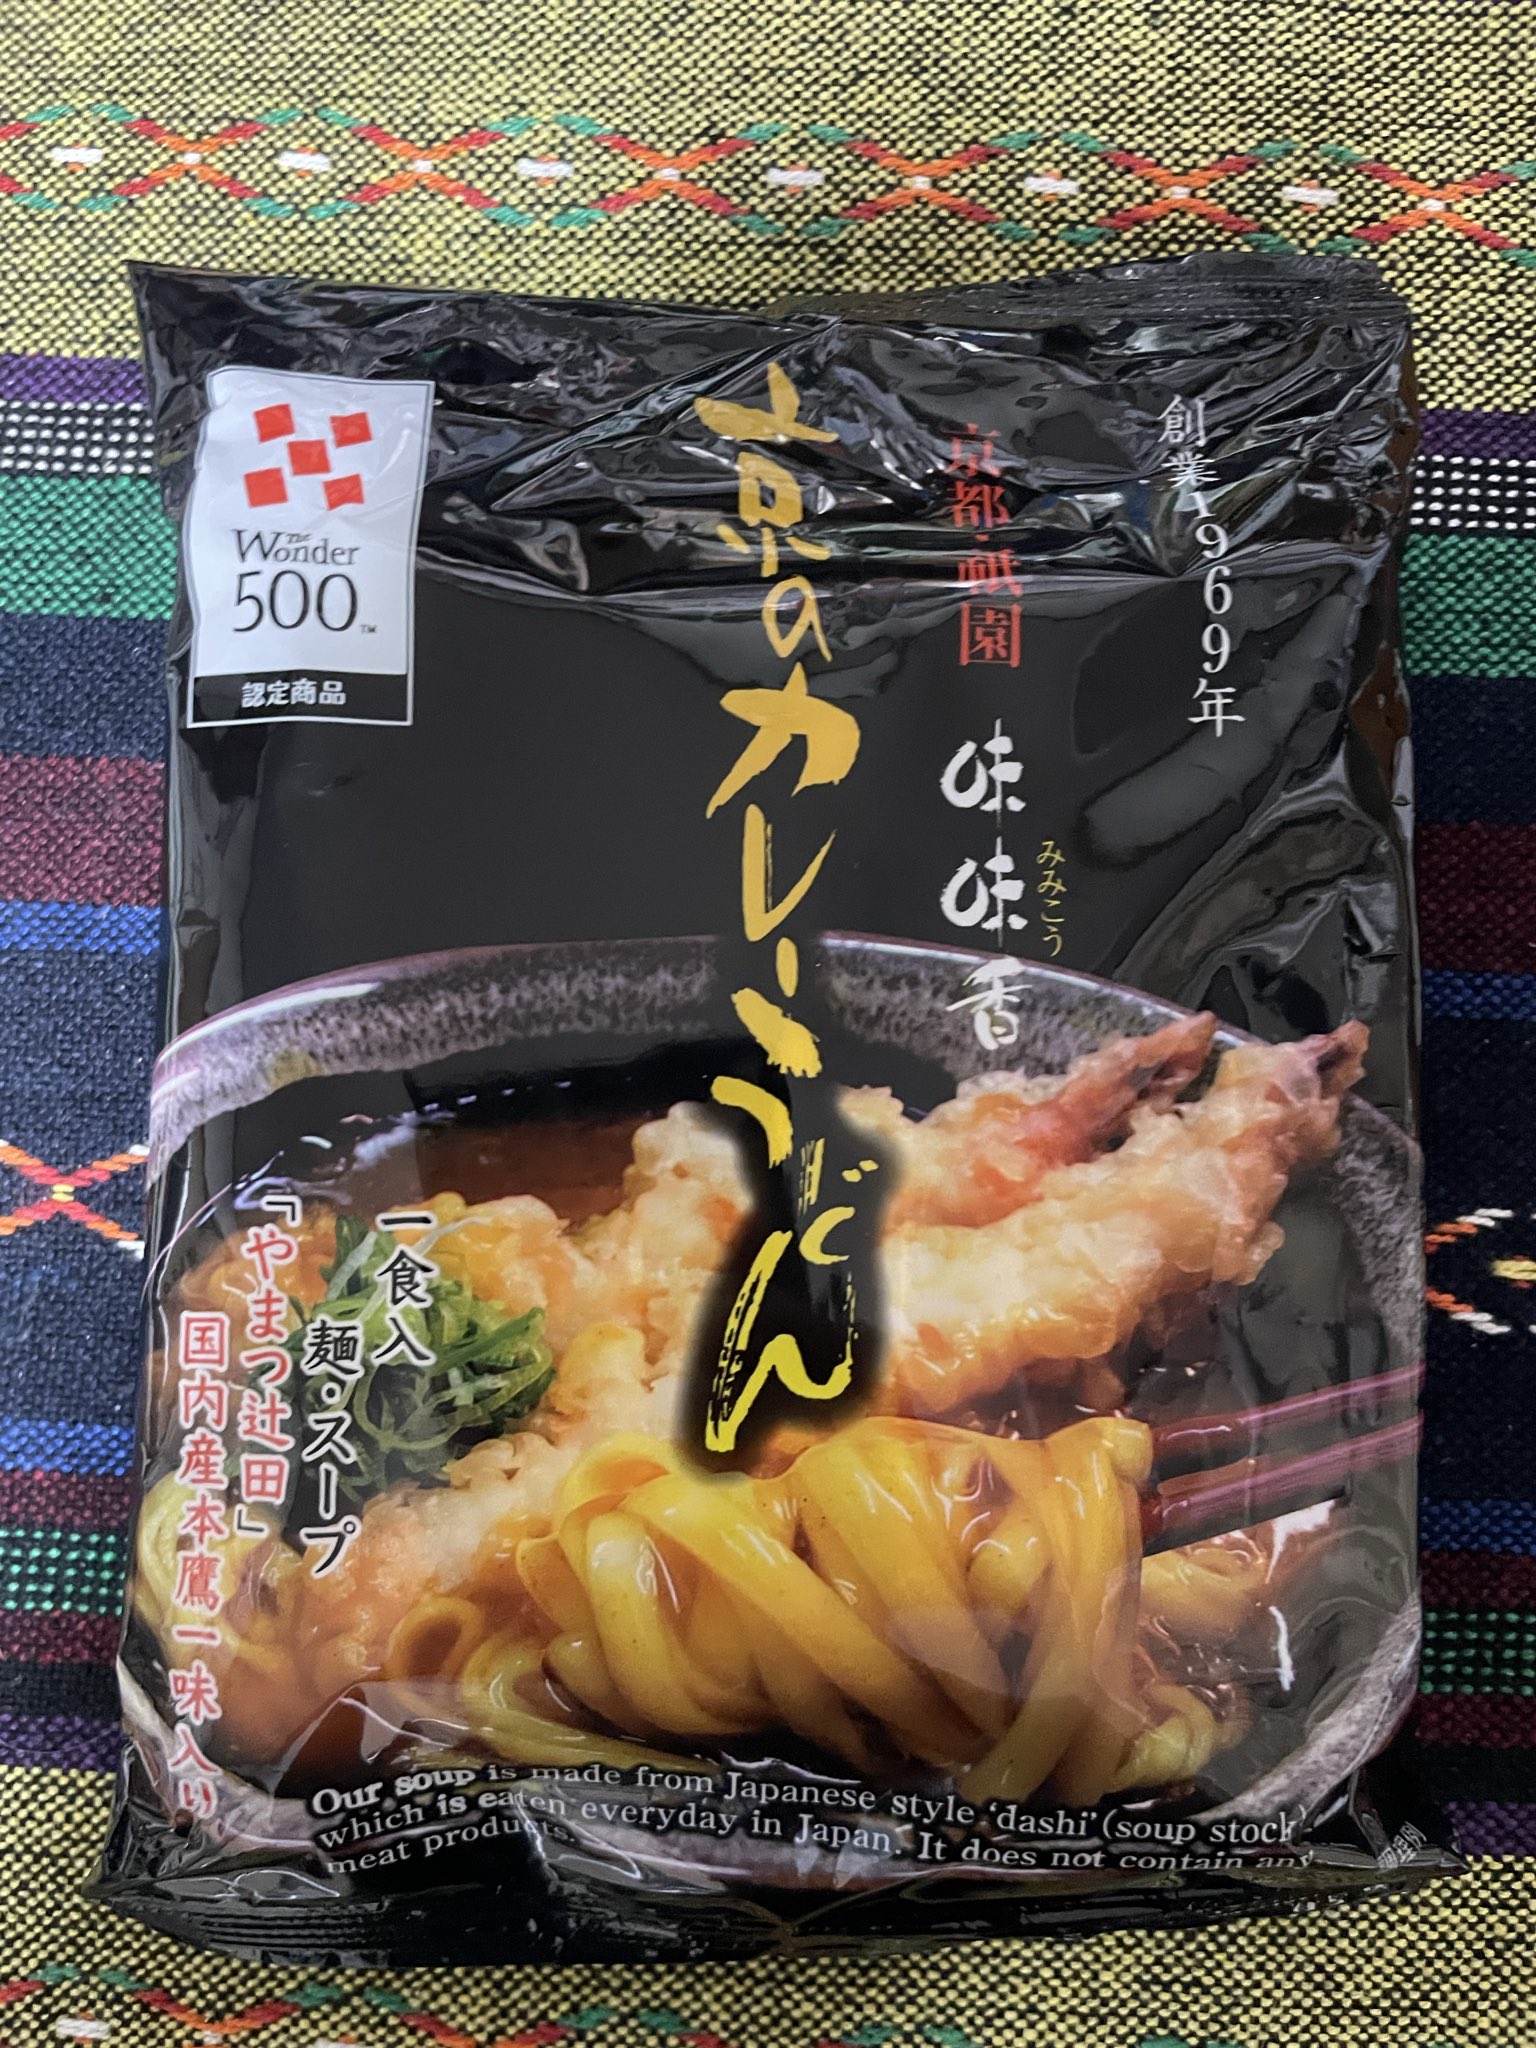 創業1969年
京都・祇園
味味香
みみこう
京のカレーうどん
The
Wonder
500™
認定商品
一食入
麺・スープ
「やまつ辻田」
国内産本鷹一味入り
Our soup is made from Japanese style 'dashi' (soup stock)
which is eaten everyday in Japan. It does not contain any
meat products.
調理例